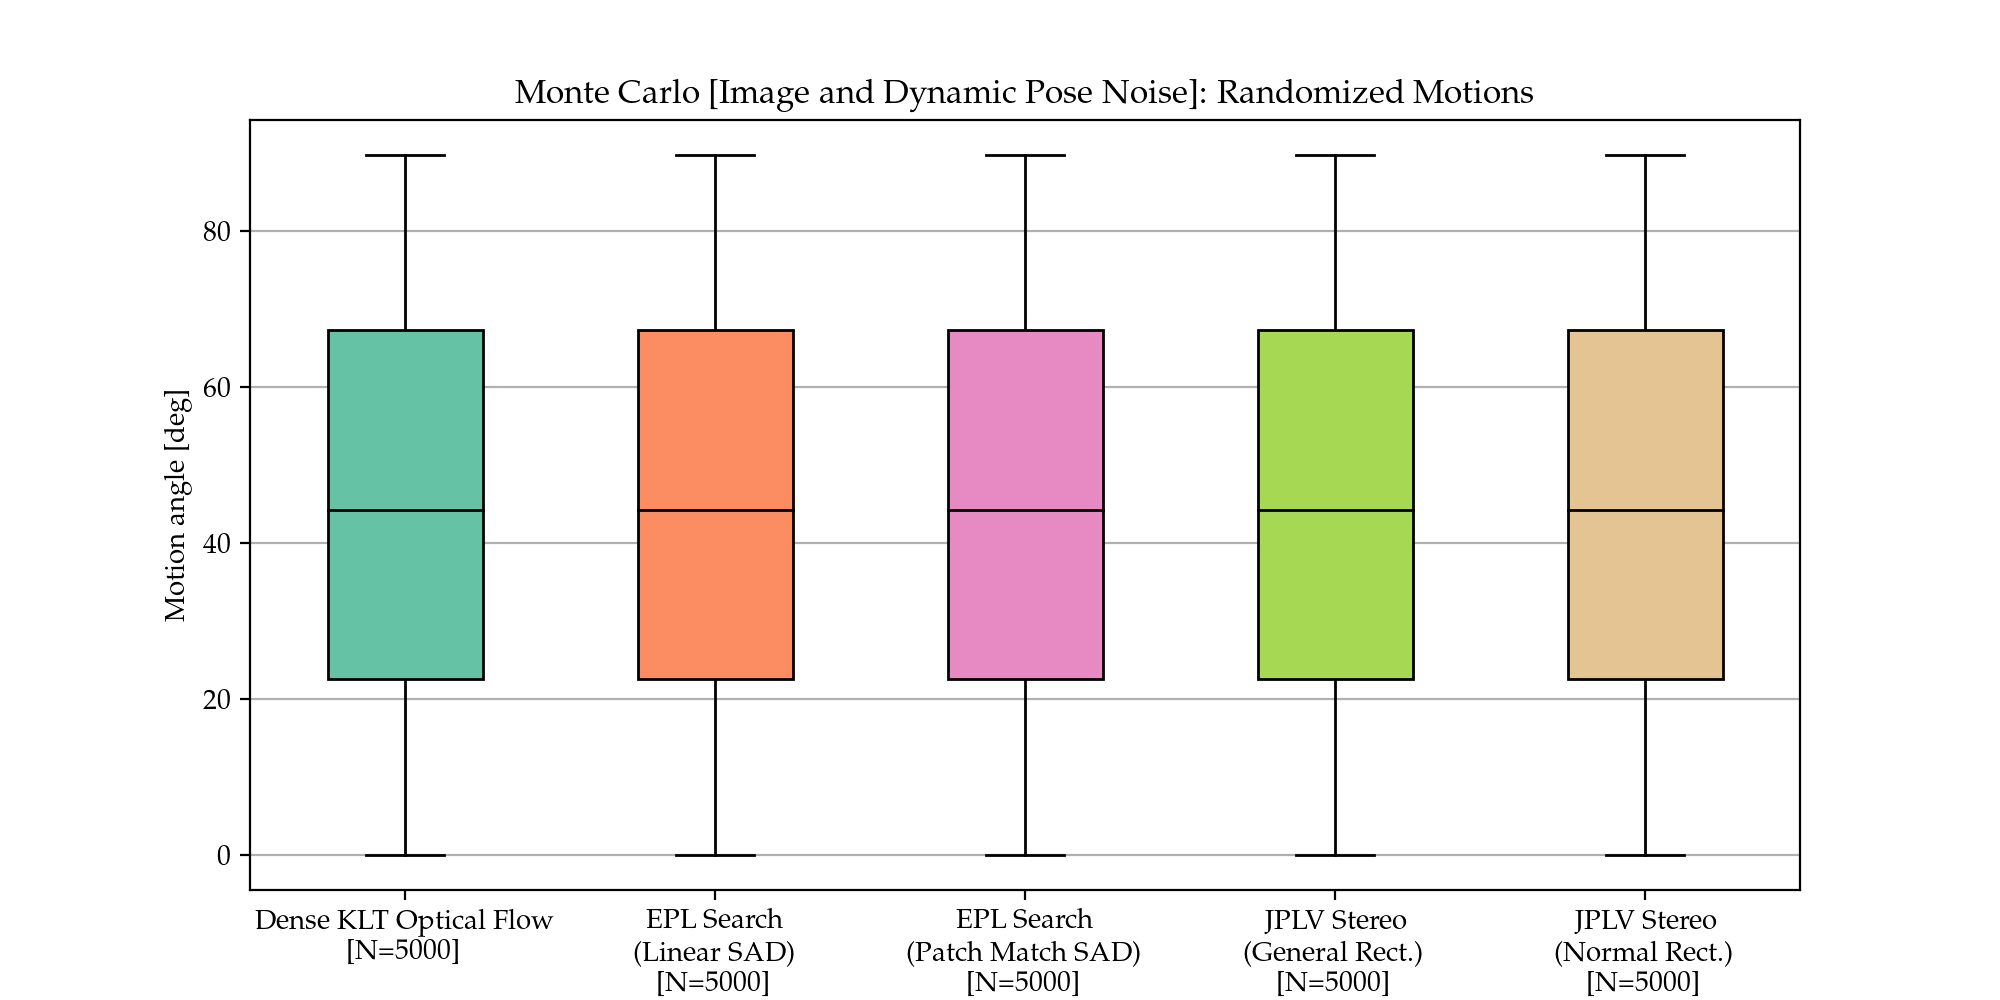 Monte Carlo [Image and Dynamic Pose Noise]: Randomized Motions
Motion angle [deg]
80
60
40
20
0
Dense KLT Optical Flow
[N=5000]
EPL Search
(Linear SAD)
[N=5000]
EPL Search
(Patch Match SAD)
[N=5000]
JPLV Stereo
(General Rect.)
[N=5000]
JPLV Stereo
(Normal Rect.)
[N=5000]